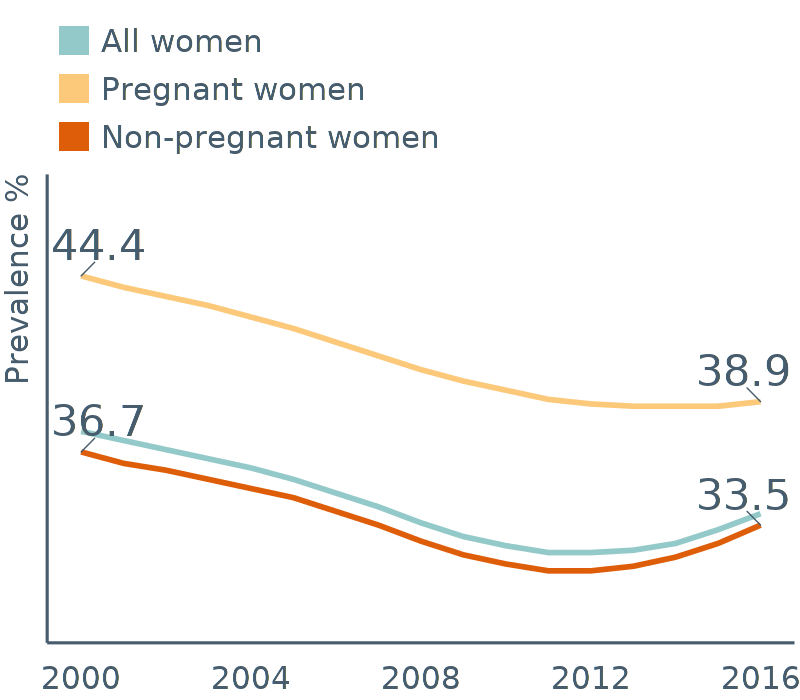 All women
Pregnant women
Non-pregnant women
Prevalence %
44.4
38.9
36.7
33.5
2000 2004 2008 2012 2016